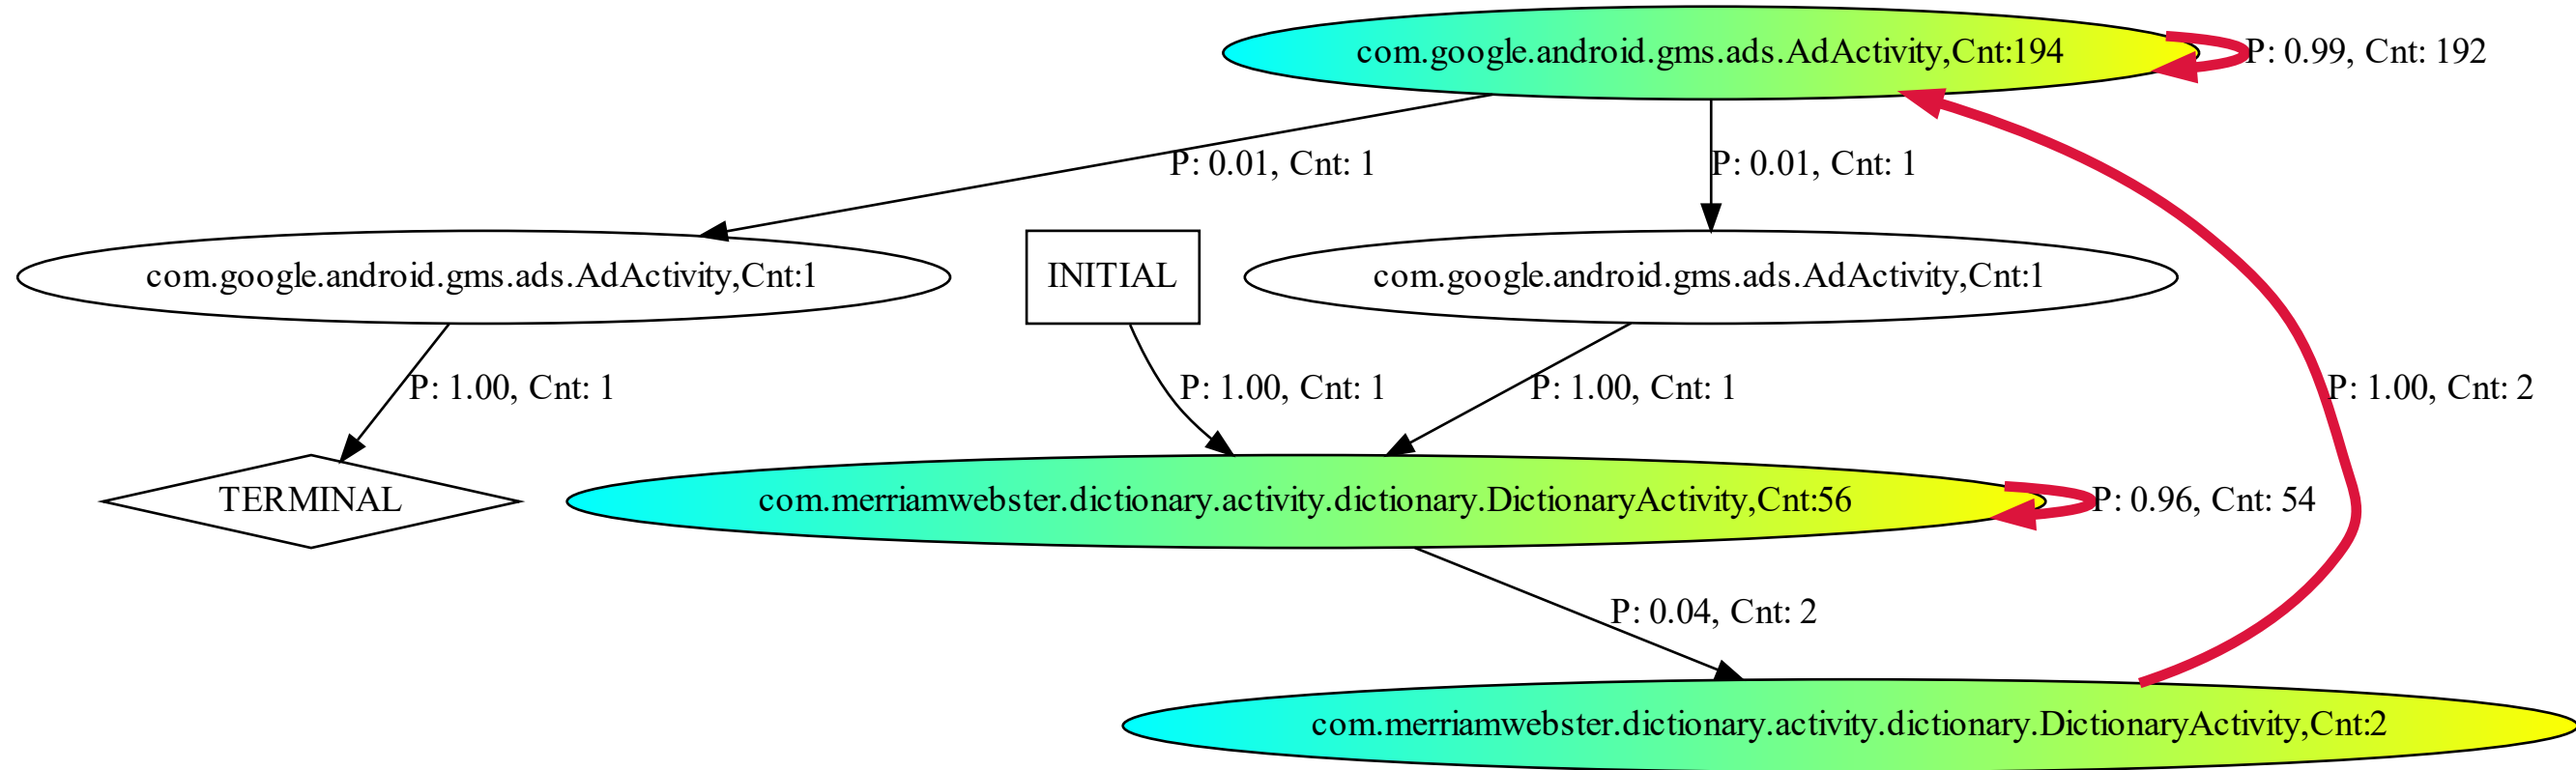 com.google.android.gms.ads.AdActivity,Cnt:194
P: 0.99, Cnt: 192
P: 0.01, Cnt: 1
P: 0.01, Cnt: 1
com.google.android.gms.ads.AdActivity,Cnt:1
INITIAL
com.google.android.gms.ads.AdActivity,Cnt:1
P: 1.00, Cnt: 1
P: 1.00, Cnt: 1
P: 1.00, Cnt: 1
P: 1.00, Cnt: 2
TERMINAL
com.merriamwebster.dictionary.activity.dictionary.DictionaryActivity,Cnt:56
P: 0.96, Cnt: 54
P: 0.04, Cnt: 2
com.merriamwebster.dictionary.activity.dictionary.DictionaryActivity,Cnt:2